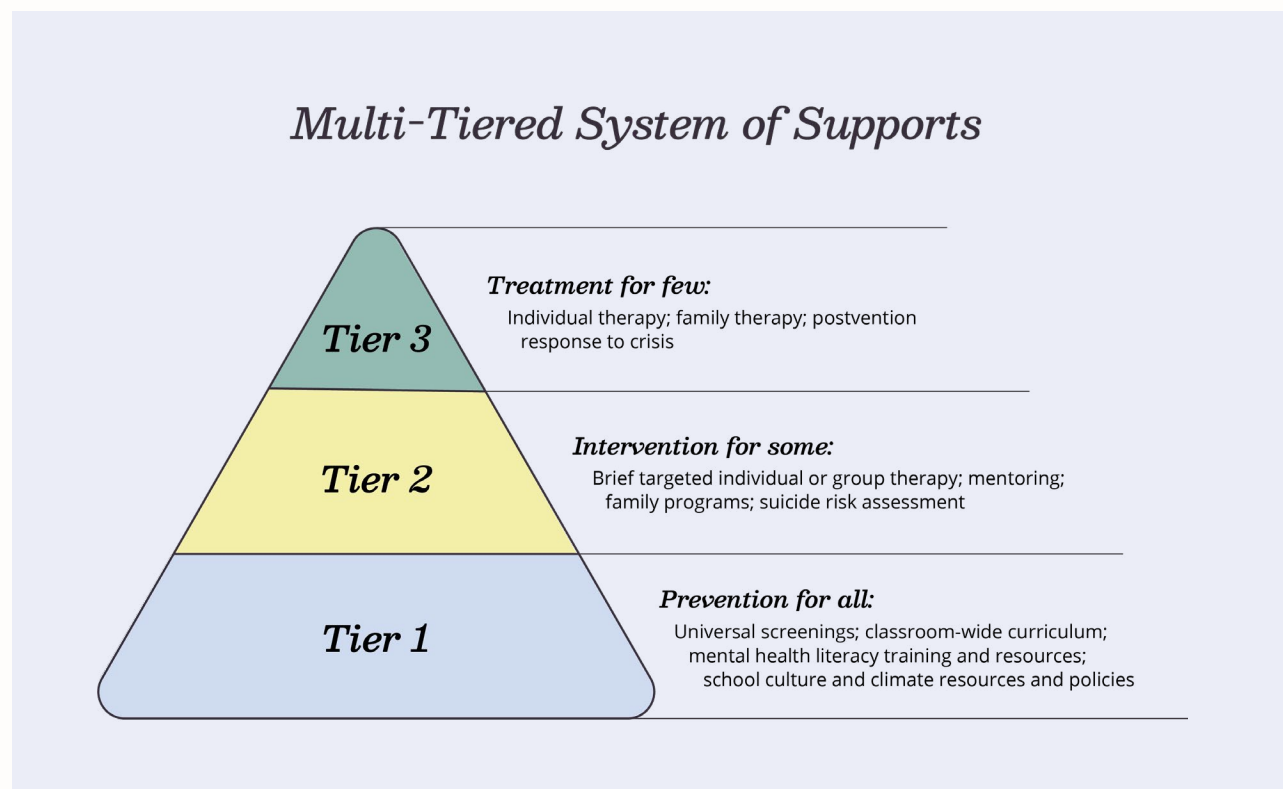 Multi-Tiered System of Supports
Tier 3
Treatment for few:
Individual therapy; family therapy; postvention
response to crisis
Tier 2
Intervention for some:
Brief targeted individual or group therapy; mentoring;
family programs; suicide risk assessment
Tier 1
Prevention for all:
Universal screenings; classroom-wide curriculum;
mental health literacy training and resources;
school culture and climate resources and policies